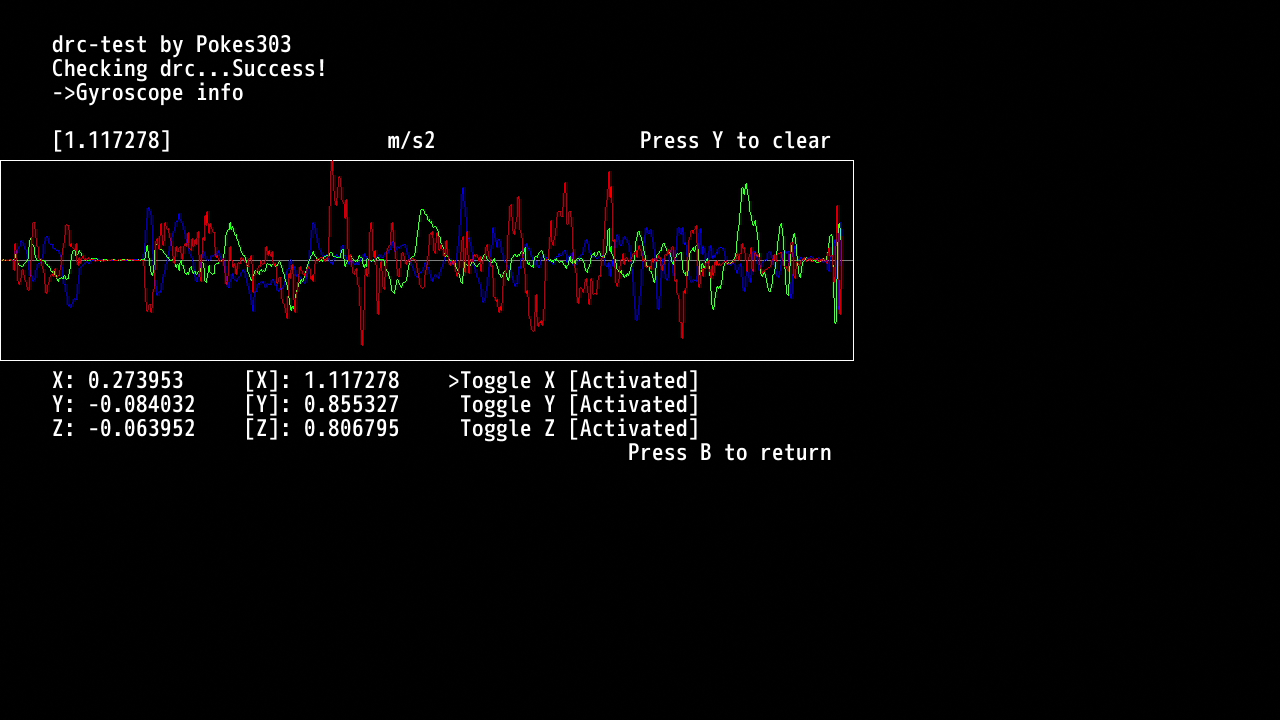 drc-test by Pokes303
Checking drc...Success!
->Gyroscope info
[1.117278] m/s2 Press Y to clear
X: 0.273953 [X]: 1.117278 >Toggle X [Activated]
Y: -0.084032 [Y]: 0.855327 Toggle Y [Activated]
Z: -0.063952 [Z]: 0.806795 Toggle Z [Activated]
Press B to return